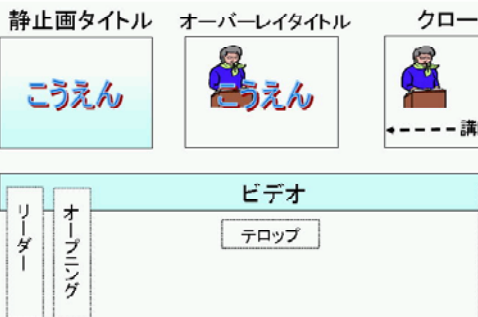 静止画タイトル
オーバーレイタイトル
クロー
こうえん
こうえん
講
ビデオ
リーダー
オープニング
テロップ